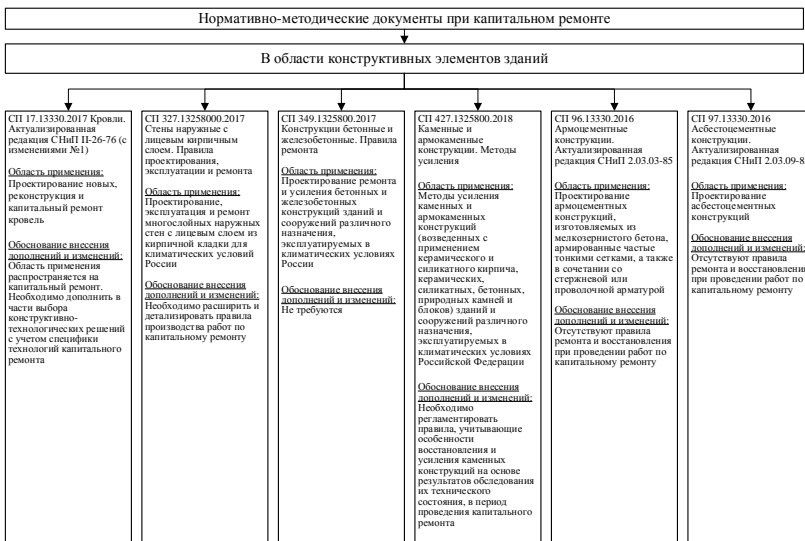 Нормативно-методические документы при капитальном ремонте
В области конструктивных элементов зданий
СП 17.13330.2017 Кровли.
Актуализированная
редакция СНиП II-26-76 (с
изменениями №1)
Область применения:
Проектирование новых,
реконструкция и
капитальный ремонт
кровель
Обоснование внесения
дополнений и изменений:
Область применения
распространяется на
капитальный ремонт.
Необходимо дополнить в
части выбора
конструктивно-
технологических решений
с учетом специфики
технологий капитального
ремонта
СП 327.13258000.2017
Стены наружные с
лицевым кирпичным
слоем. Правила
проектирования,
эксплуатации и ремонта
Область применения:
Проектирование,
эксплуатация и ремонт
многослойных наружных
стен с лицевым слоем из
кирпичной кладки для
климатических условий
России
Обоснование внесения
дополнений и изменений:
Необходимо расширить и
детализировать правила
производства работ по
капитальному ремонту
СП 349.1325800.2017
Конструкции бетонные и
железобетонные. Правила
ремонта
Область применения:
Проектирование ремонта
и усиления бетонных и
железобетонных
конструкций зданий и
сооружений различного
назначения,
эксплуатируемых в
климатических условиях
России
Обоснование внесения
дополнений и изменений:
Не требуются
СП 427.1325800.2018
Каменные и
армокаменные
конструкции. Методы
усиления
Область применения:
Методы усиления
каменных и
армокаменных
конструкций
(возведенных с
применением
керамического и
силикатного кирпича,
керамических,
силикатных, бетонных,
природных камней и
блоков) зданий и
сооружений различного
назначения,
эксплуатируемых в
климатических условиях
Российской Федерации
Обоснование внесения
дополнений и изменений:
Необходимо
регламентировать
правила, учитывающие
особенности
восстановления и
усиления каменных
конструкций на основе
результатов обследования
их технического
состояния, в период
проведения капитального
ремонта
СП 96.13330.2016
Армоцементные
конструкции.
Актуализированная
редакция СНиП 2.03.03-85
Область применения:
Проектирование
армоцементных
конструкций,
изготовляемых из
мелкозернистого бетона,
армированные частые
тонкими сетками, а также
в сочетании со
стержневой или
проволочной арматурой
Обоснование внесения
дополнений и изменений:
Отсутствуют правила
ремонта и восстановления
при проведении работ по
капитальному ремонту
СП 97.13330.2016
Асбестоцементные
конструкции.
Актуализированная
редакция СНиП 2.03.09-8
Область применения:
Проектирование
асбестоцементных
конструкций
Обоснование внесения
дополнений и изменений:
Отсутствуют правила
ремонта и восстановления
при проведении работ по
капитальному ремонту